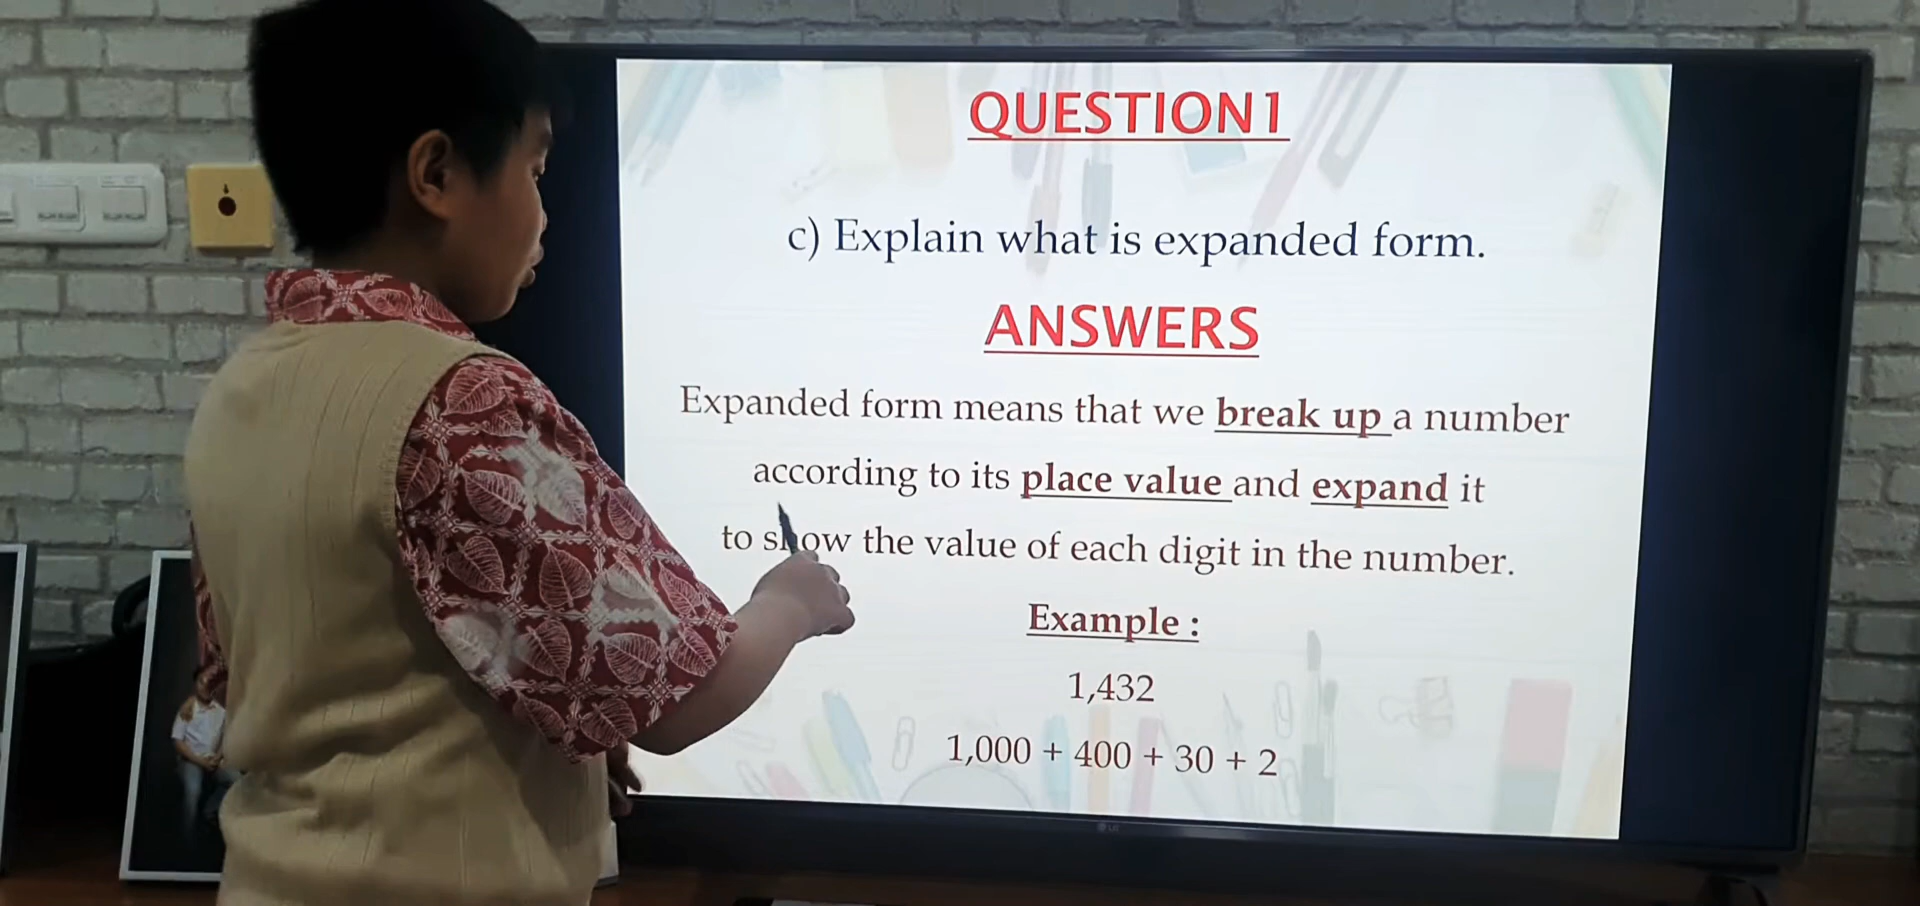 QUESTION1
c) Explain what is expanded form.
ANSWERS
Expanded form means that we break up a number
according to its place value and expand it
to show the value of each digit in the number.
Example :
1,432
1,000 + 400 + 30 + 2
LG